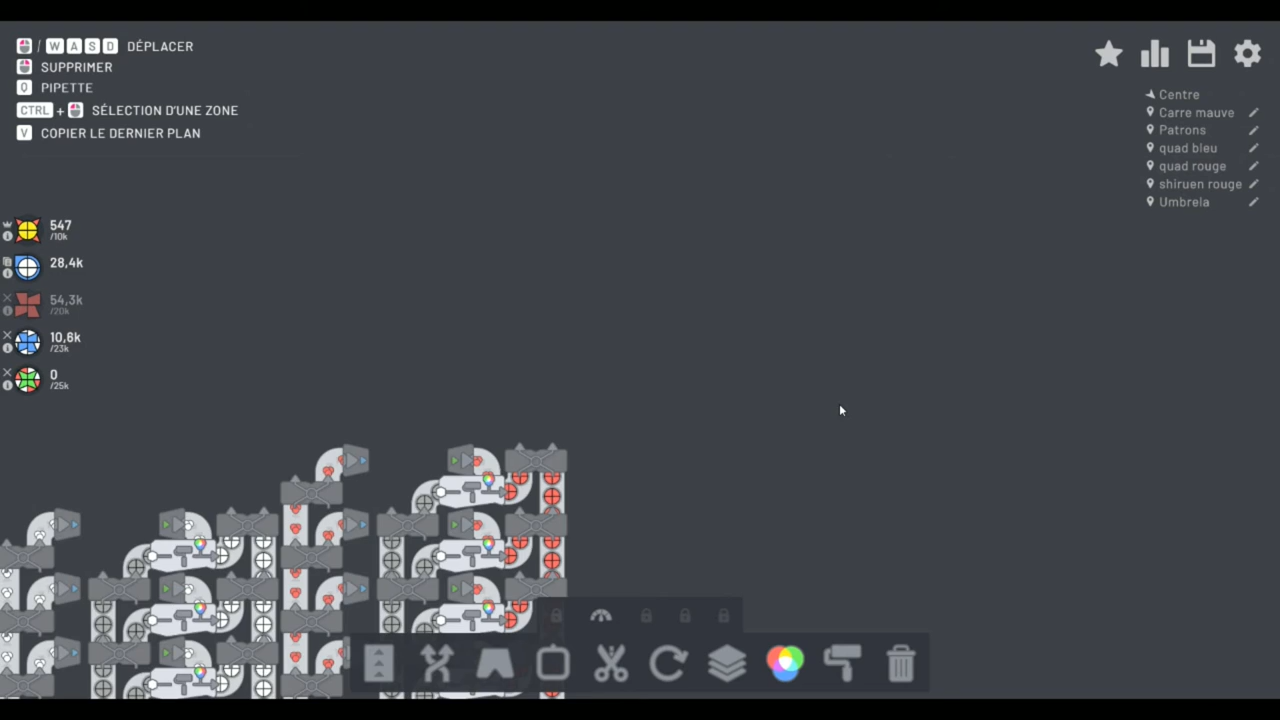 / W A S D DÉPLACER
SUPPRIMER
Q PIPETTE
CTRL + SÉLECTION D'UNE ZONE
V COPIER LE DERNIER PLAN
Centre
Carre mauve
Patrons
quad bleu
quad rouge
shiruen rouge
Umbrela
547
/10k
28,4k
54,3k
/20k
10,6k
/23k
0
/25k